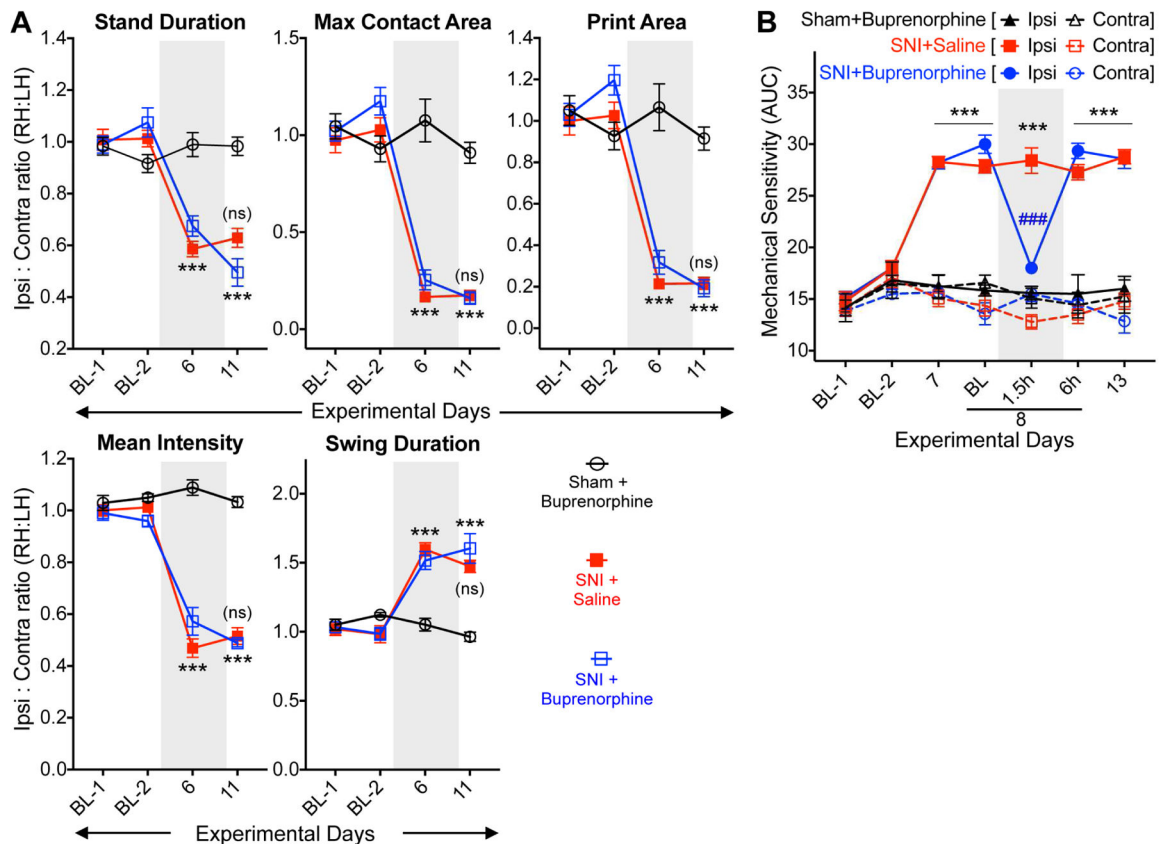 A
Stand Duration
Max Contact Area
Print Area
Ipsi : Contra ratio (RH:LH)
1.4
1.2
1.0
0.8
0.6
0.4
0.2
(ns)
***
***
BL-1
BL-2
6
11
1.0
0.5
0.0
(ns)
***
***
BL-1
BL-2
6
11
1.4
1.2
1.0
0.8
0.6
0.4
0.2
0.0
(ns)
***
***
BL-1
BL-2
6
11
Experimental Days
Mean Intensity
Swing Duration
Ipsi : Contra ratio (RH:LH)
1.2
1.0
0.8
0.6
0.4
0.2
0.0
(ns)
***
***
BL-1
BL-2
6
11
2.0
1.5
1.0
0.5
0.0
***
***
(ns)
BL-1
BL-2
6
11
Experimental Days
Sham +
Buprenorphine
SNI +
Saline
SNI +
Buprenorphine
B
Sham+Buprenorphine [ Ipsi Contra]
SNI+Saline [ Ipsi Contra]
SNI+Buprenorphine [ Ipsi Contra]
Mechanical Sensitivity (AUC)
35
30
25
20
15
10
***
***
***
###
BL-1
BL-2
7
BL
1.5h
6h
13
8
Experimental Days